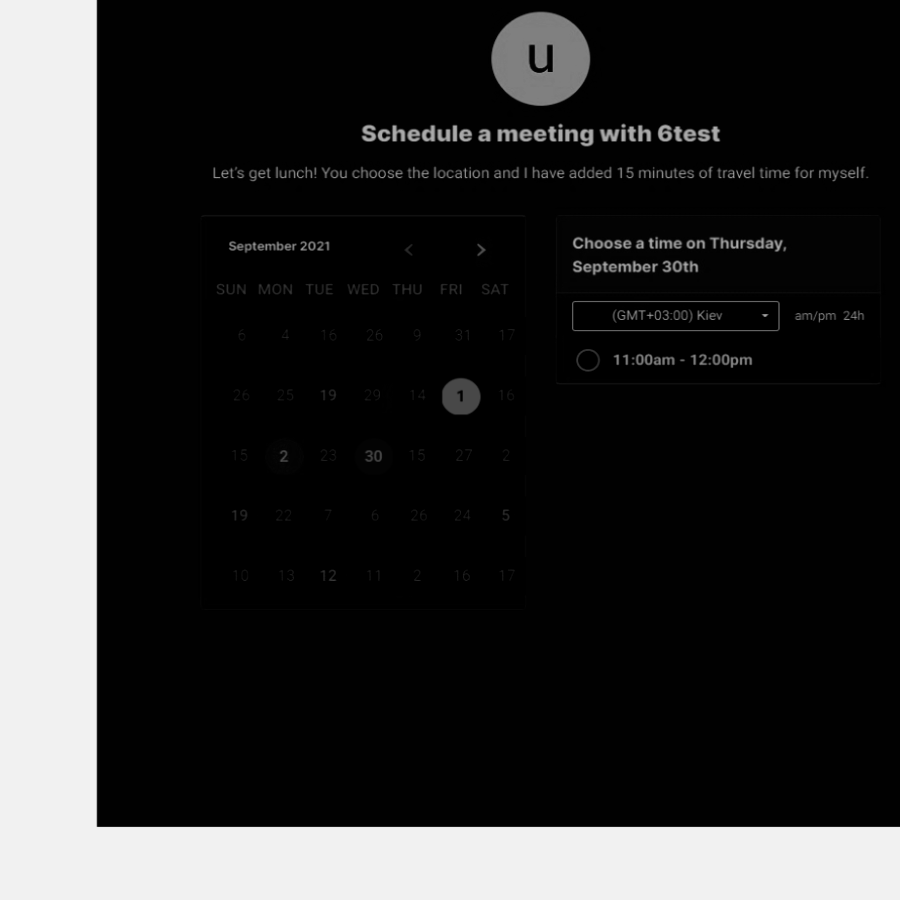 u
Schedule a meeting with 6test
Let's get lunch! You choose the location and I have added 15 minutes of travel time for myself.
September 2021
SUN MON TUE WED THU FRI SAT
6 4 16 26 9 31 17
26 25 19 29 14 1 16
15 2 23 30 15 27 2
19 22 7 6 26 24 5
10 13 12 11 2 16 17
Choose a time on Thursday,
September 30th
(GMT+03:00) Kiev am/pm 24h
11:00am - 12:00pm